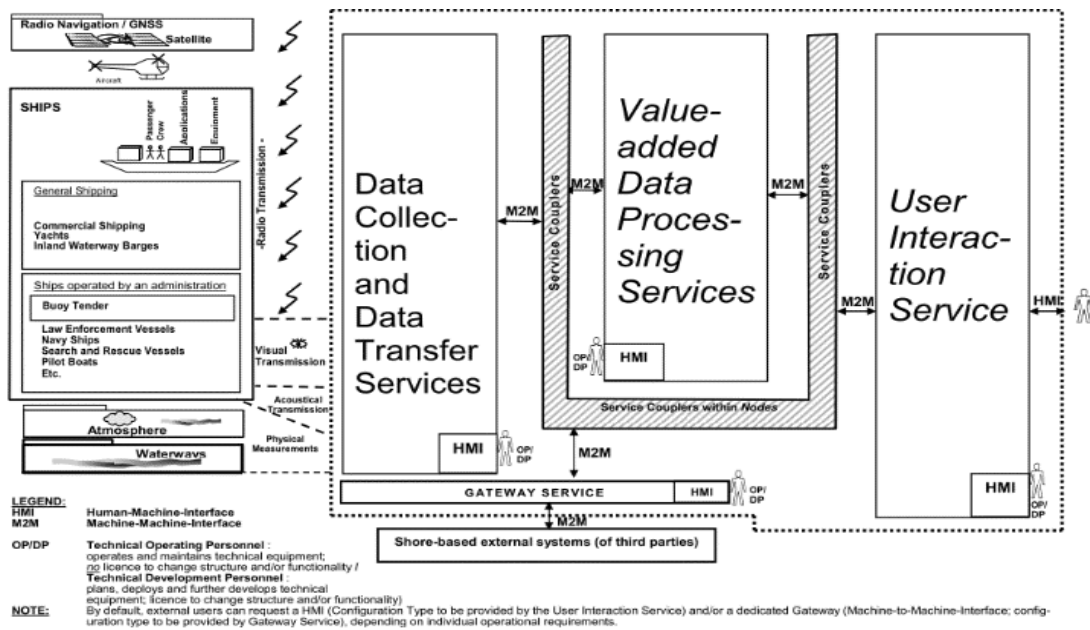 Radio Navigation / GNSS
Satellite
Aircraft
SHIPS
Passenger
Crew
Applications
Equipment
General Shipping
Commercial Shipping
Yachts
Inland Waterway Barges
Ships operated by an administration
Buoy Tender
Law Enforcement Vessels
Navy Ships
Search and Rescue Vessels
Pilot Boats
Etc.
Atmosphere
Waterways
-Radio Transmission -
Visual
Transmission
Acoustical
Transmission
Physical
Measurements
Data
Collec-
tion
and
Data
Transfer
Services
HMI
OP/
DP
M2M
Service Couplers
M2M
Value-
added
Data
Proces-
sing
Services
OP/
DP
HMI
M2M
Service Couplers
Service Couplers within Nodes
M2M
User
Interac-
tion
Service
HMI
HMI
OP/
DP
M2M
GATEWAY SERVICE
HMI
OP/
DP
M2M
Shore-based external systems (of third parties)
LEGEND:
HMI Human-Machine-Interface
M2M Machine-Machine-Interface
OP/DP Technical Operating Personnel :
operates and maintains technical equipment;
no licence to change structure and/or functionality /
Technical Development Personnel :
plans, deploys and further develops technical
equipment; licence to change structure and/or functionality)
NOTE: By default, external users can request a HMI (Configuration Type to be provided by the User Interaction Service) and/or a dedicated Gateway (Machine-to-Machine-Interface; config-
uration type to be provided by Gateway Service), depending on individual operational requirements.